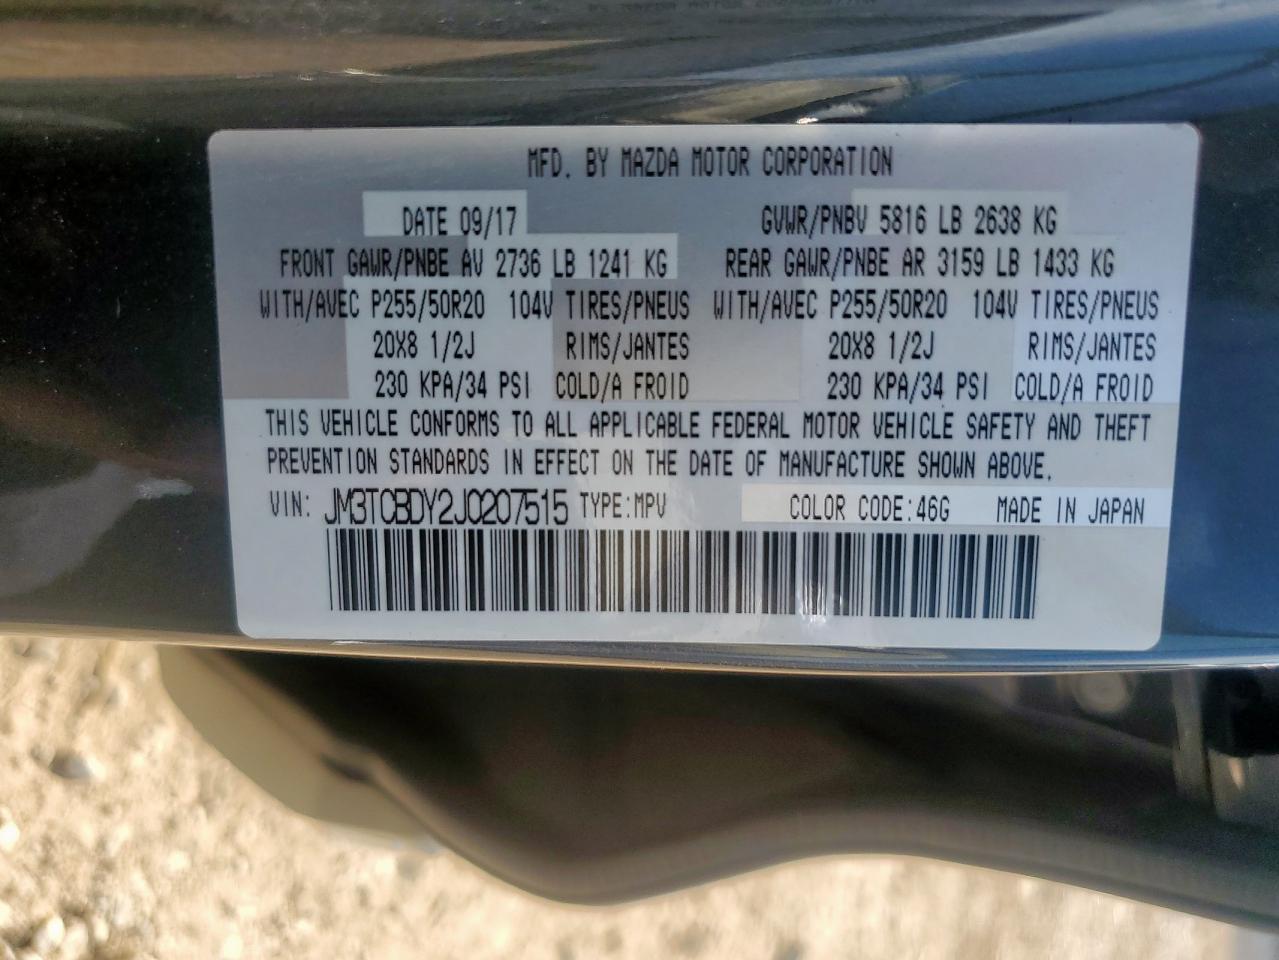 MFD. BY MAZDA MOTOR CORPORATION
DATE 09/17 GVWR/PNBV 5816 LB 2638 KG
FRONT GAWR/PNBE AV 2736 LB 1241 KG REAR GAWR/PNBE AR 3159 LB 1433 KG
WITH/AVEC P255/50R20 104V TIRES/PNEUS WITH/AVEC P255/50R20 104V TIRES/PNEUS
20X8 1/2J RIMS/JANTES 20X8 1/2J RIMS/JANTES
230 KPA/34 PSI COLD/A FROID 230 KPA/34 PSI COLD/A FROID
THIS VEHICLE CONFORMS TO ALL APPLICABLE FEDERAL MOTOR VEHICLE SAFETY AND THEFT
PREVENTION STANDARDS IN EFFECT ON THE DATE OF MANUFACTURE SHOWN ABOVE.
VIN: JM3TCBDY2J0207515 TYPE:MPV COLOR CODE:46G MADE IN JAPAN